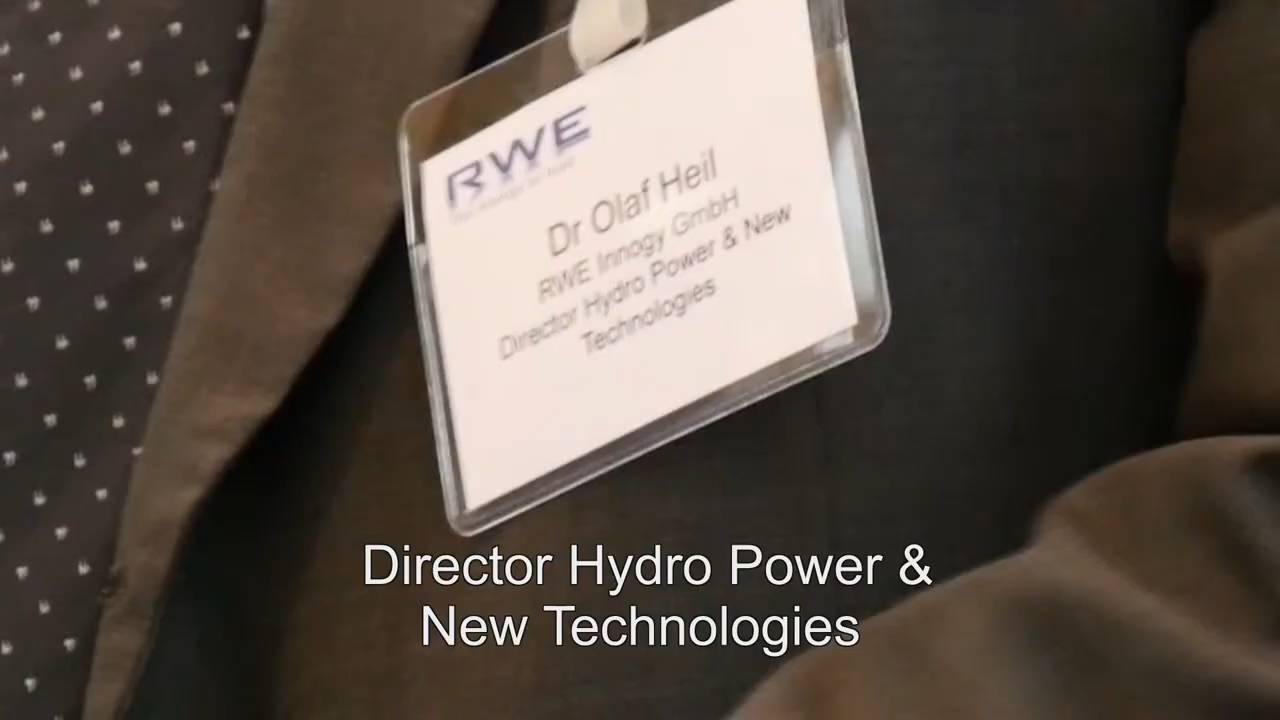 RWE
Dr Olaf Heil
RWE Innogy GmbH
Director Hydro Power & New
Technologies
Director Hydro Power &
New Technologies